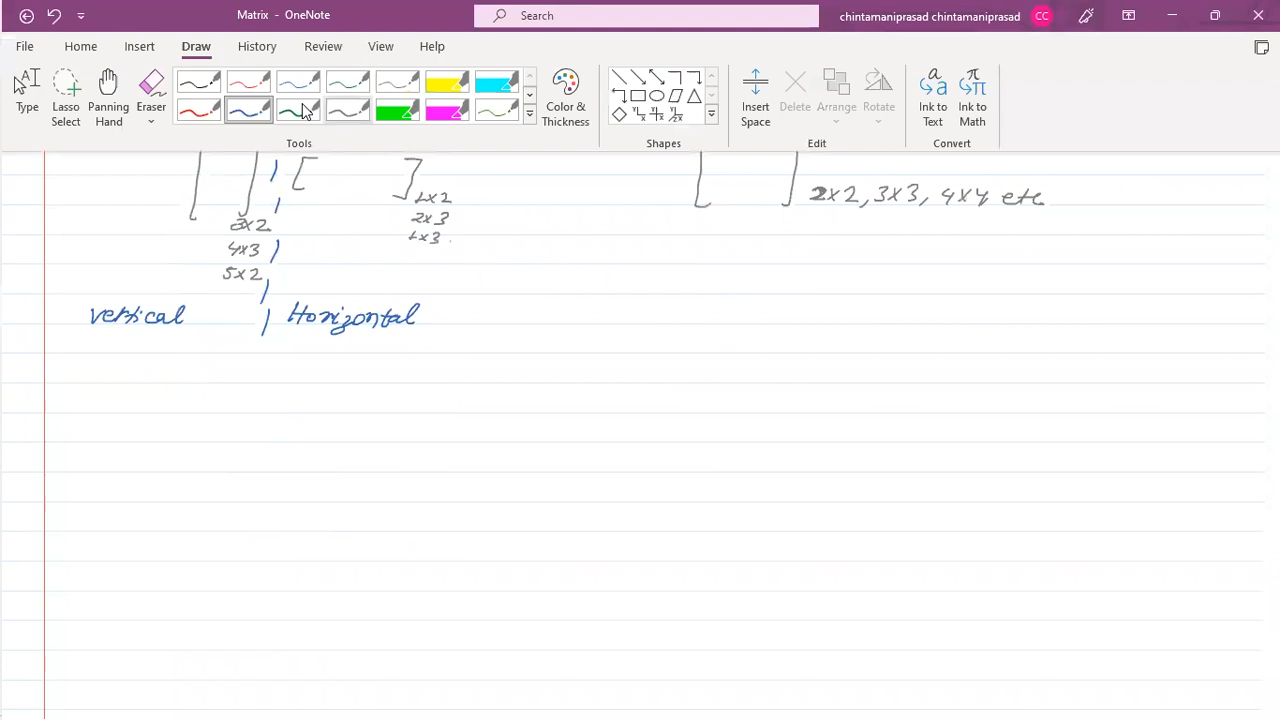 Matrix - OneNote
Search
chintamaniprasad chintamaniprasad
CC
File
Home
Insert
Draw
History
Review
View
Help
Type
Lasso Select
Panning Hand
Eraser
Color & Thickness
Insert Space
Delete
Arrange
Rotate
Ink to Text
Ink to Math
Tools
Shapes
Edit
Convert
3x2
4x3
5x2
1x2
2x3
1x3
2x2, 3x3, 4x4 etc
vertical
Horizontal